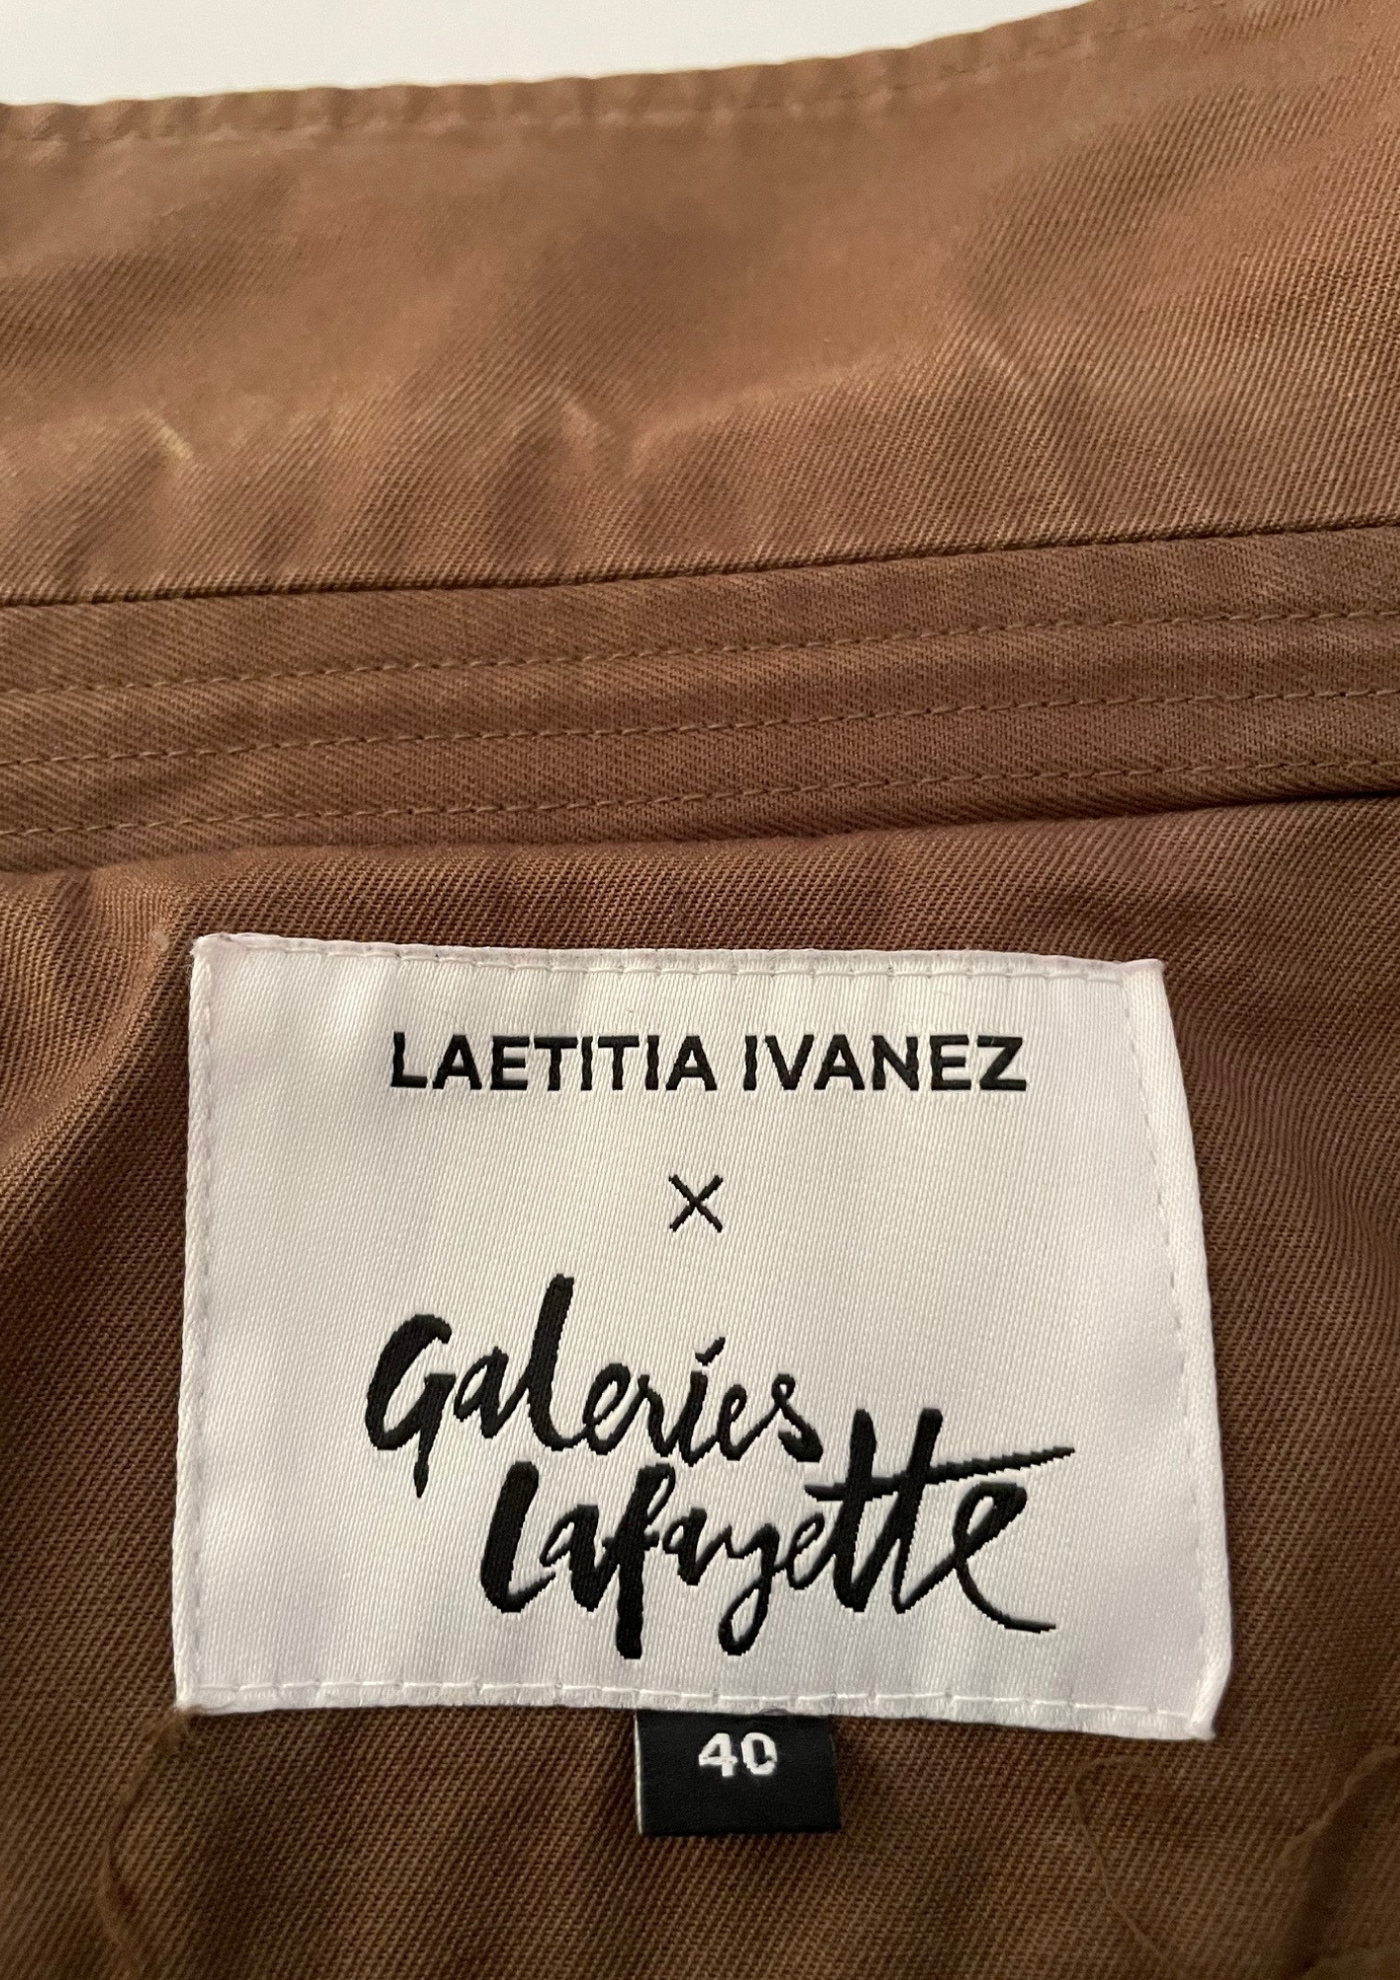 LAETITIA IVANEZ
×
Galeries
Lafayette
40